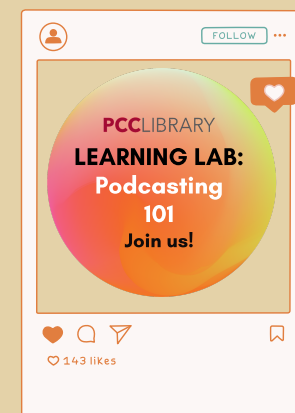 FOLLOW
PCCLIBRARY
LEARNING LAB:
Podcasting
101
Join us!
143 likes